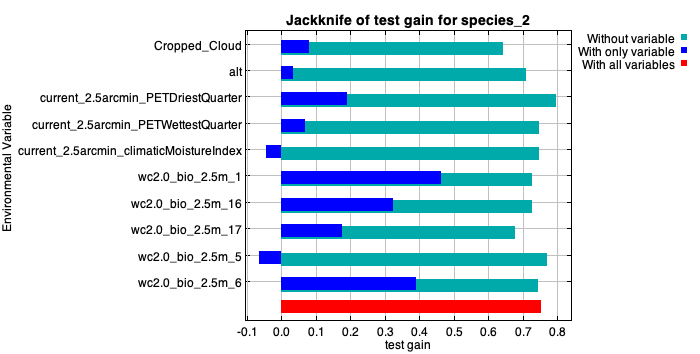 Jackknife of test gain for species_2
Without variable
With only variable
With all variables
Environmental Variable
Cropped_Cloud
alt
current_2.5arcmin_PETDriestQuarter
current_2.5arcmin_PETWettestQuarter
current_2.5arcmin_climaticMoistureIndex
wc2.0_bio_2.5m_1
wc2.0_bio_2.5m_16
wc2.0_bio_2.5m_17
wc2.0_bio_2.5m_5
wc2.0_bio_2.5m_6
-0.1 0.0 0.1 0.2 0.3 0.4 0.5 0.6 0.7 0.8
test gain